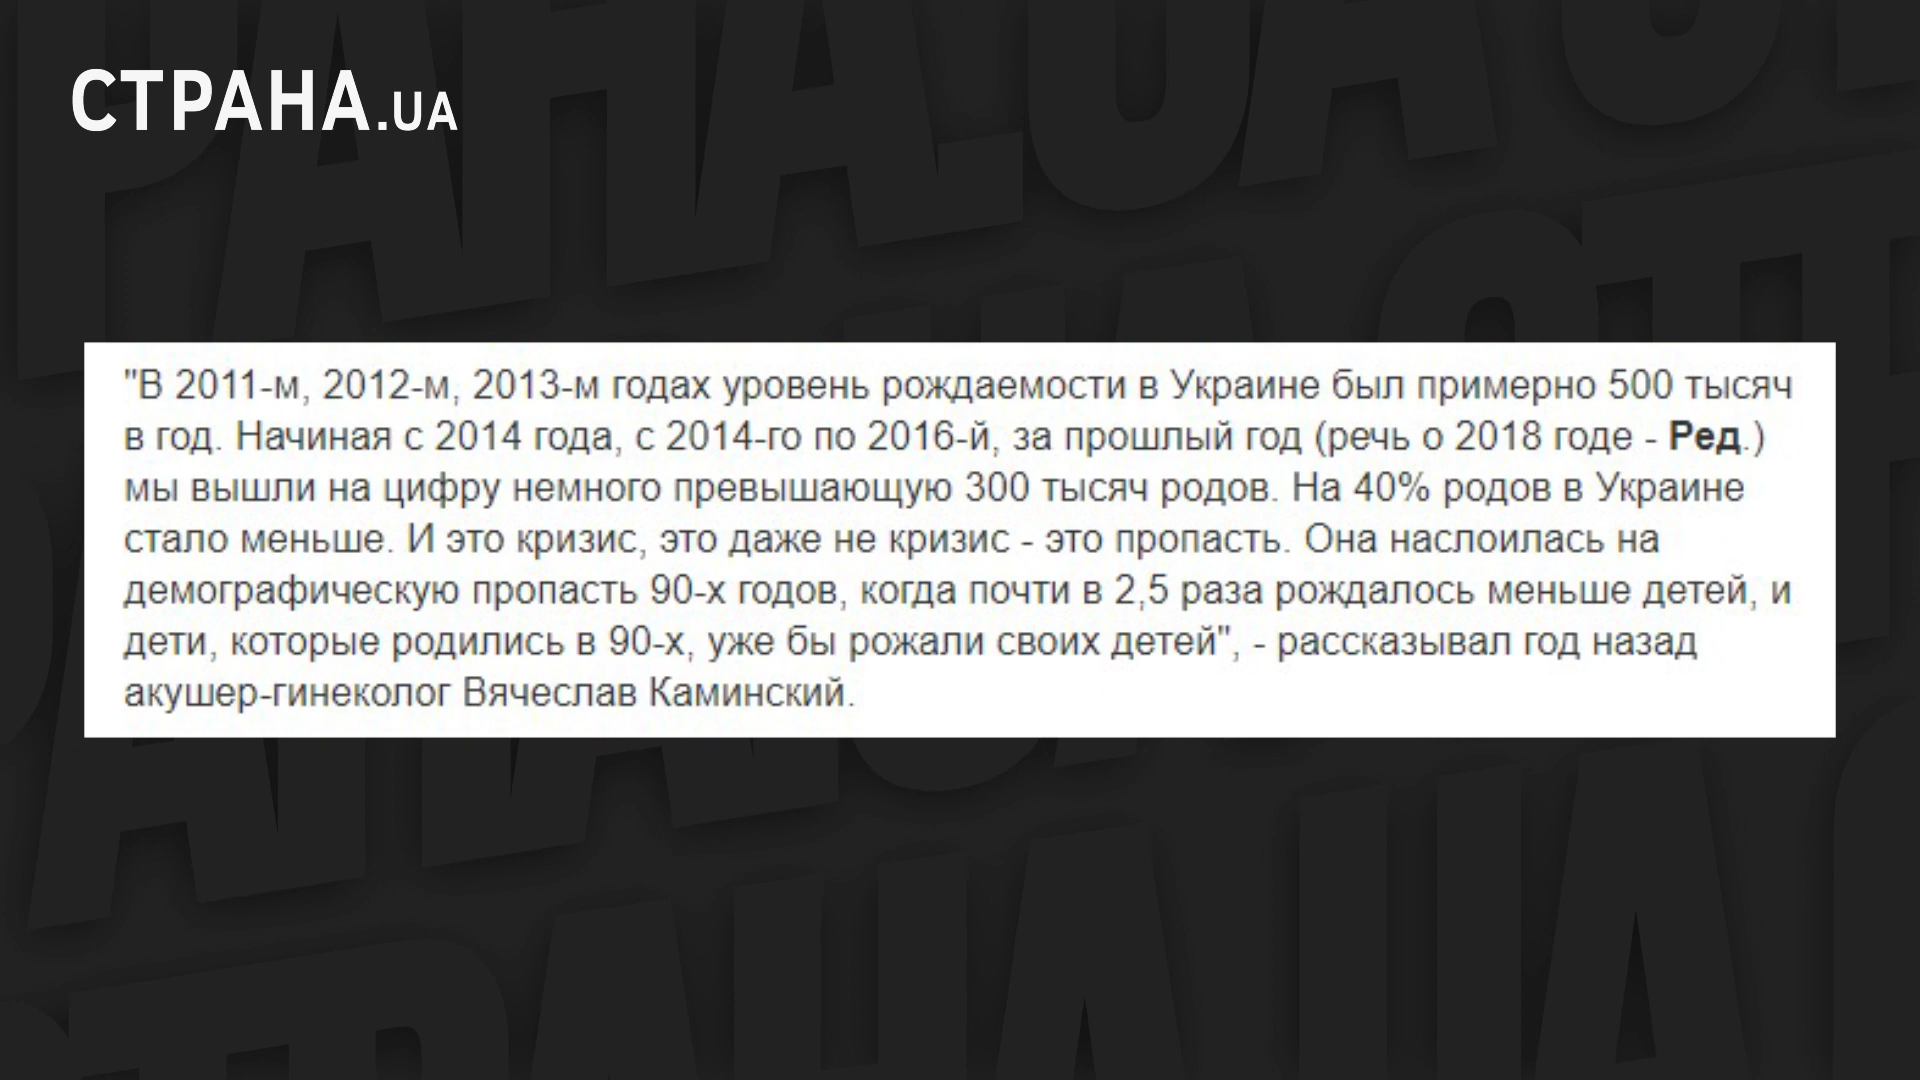 СТРАНА.UA
"В 2011-м, 2012-м, 2013-м годах уровень рождаемости в Украине был примерно 500 тысяч
в год. Начиная с 2014 года, с 2014-го по 2016-й, за прошлый год (речь о 2018 годе - Ред.)
мы вышли на цифру немного превышающую 300 тысяч родов. На 40% родов в Украине
стало меньше. И это кризис, это даже не кризис - это пропасть. Она наслоилась на
демографическую пропасть 90-х годов, когда почти в 2,5 раза рождалось меньше детей, и
дети, которые родились в 90-х, уже бы рожали своих детей", - рассказывал год назад
акушер-гинеколог Вячеслав Каминский.